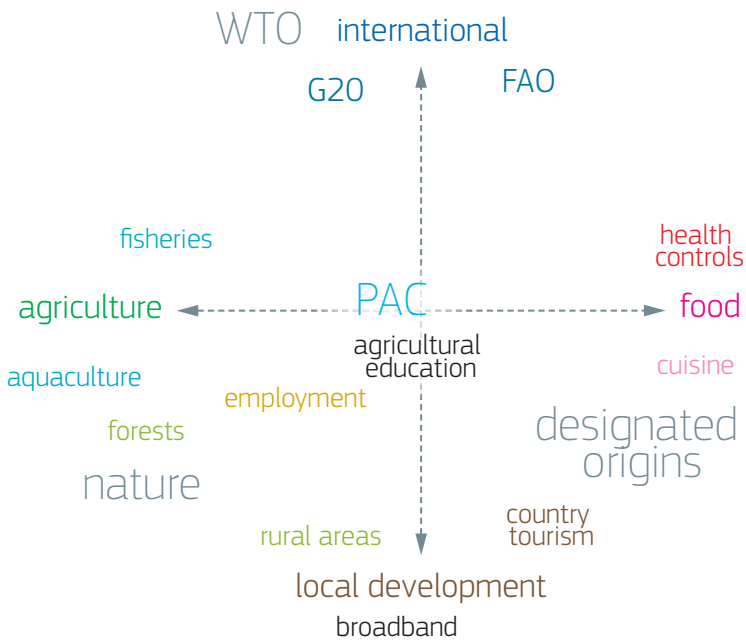 WTO international
G20
FAO
fisheries
health
controls
agriculture
PAC
food
agricultural
education
cuisine
aquaculture
employment
forests
designated
origins
nature
country
tourism
rural areas
local development
broadband